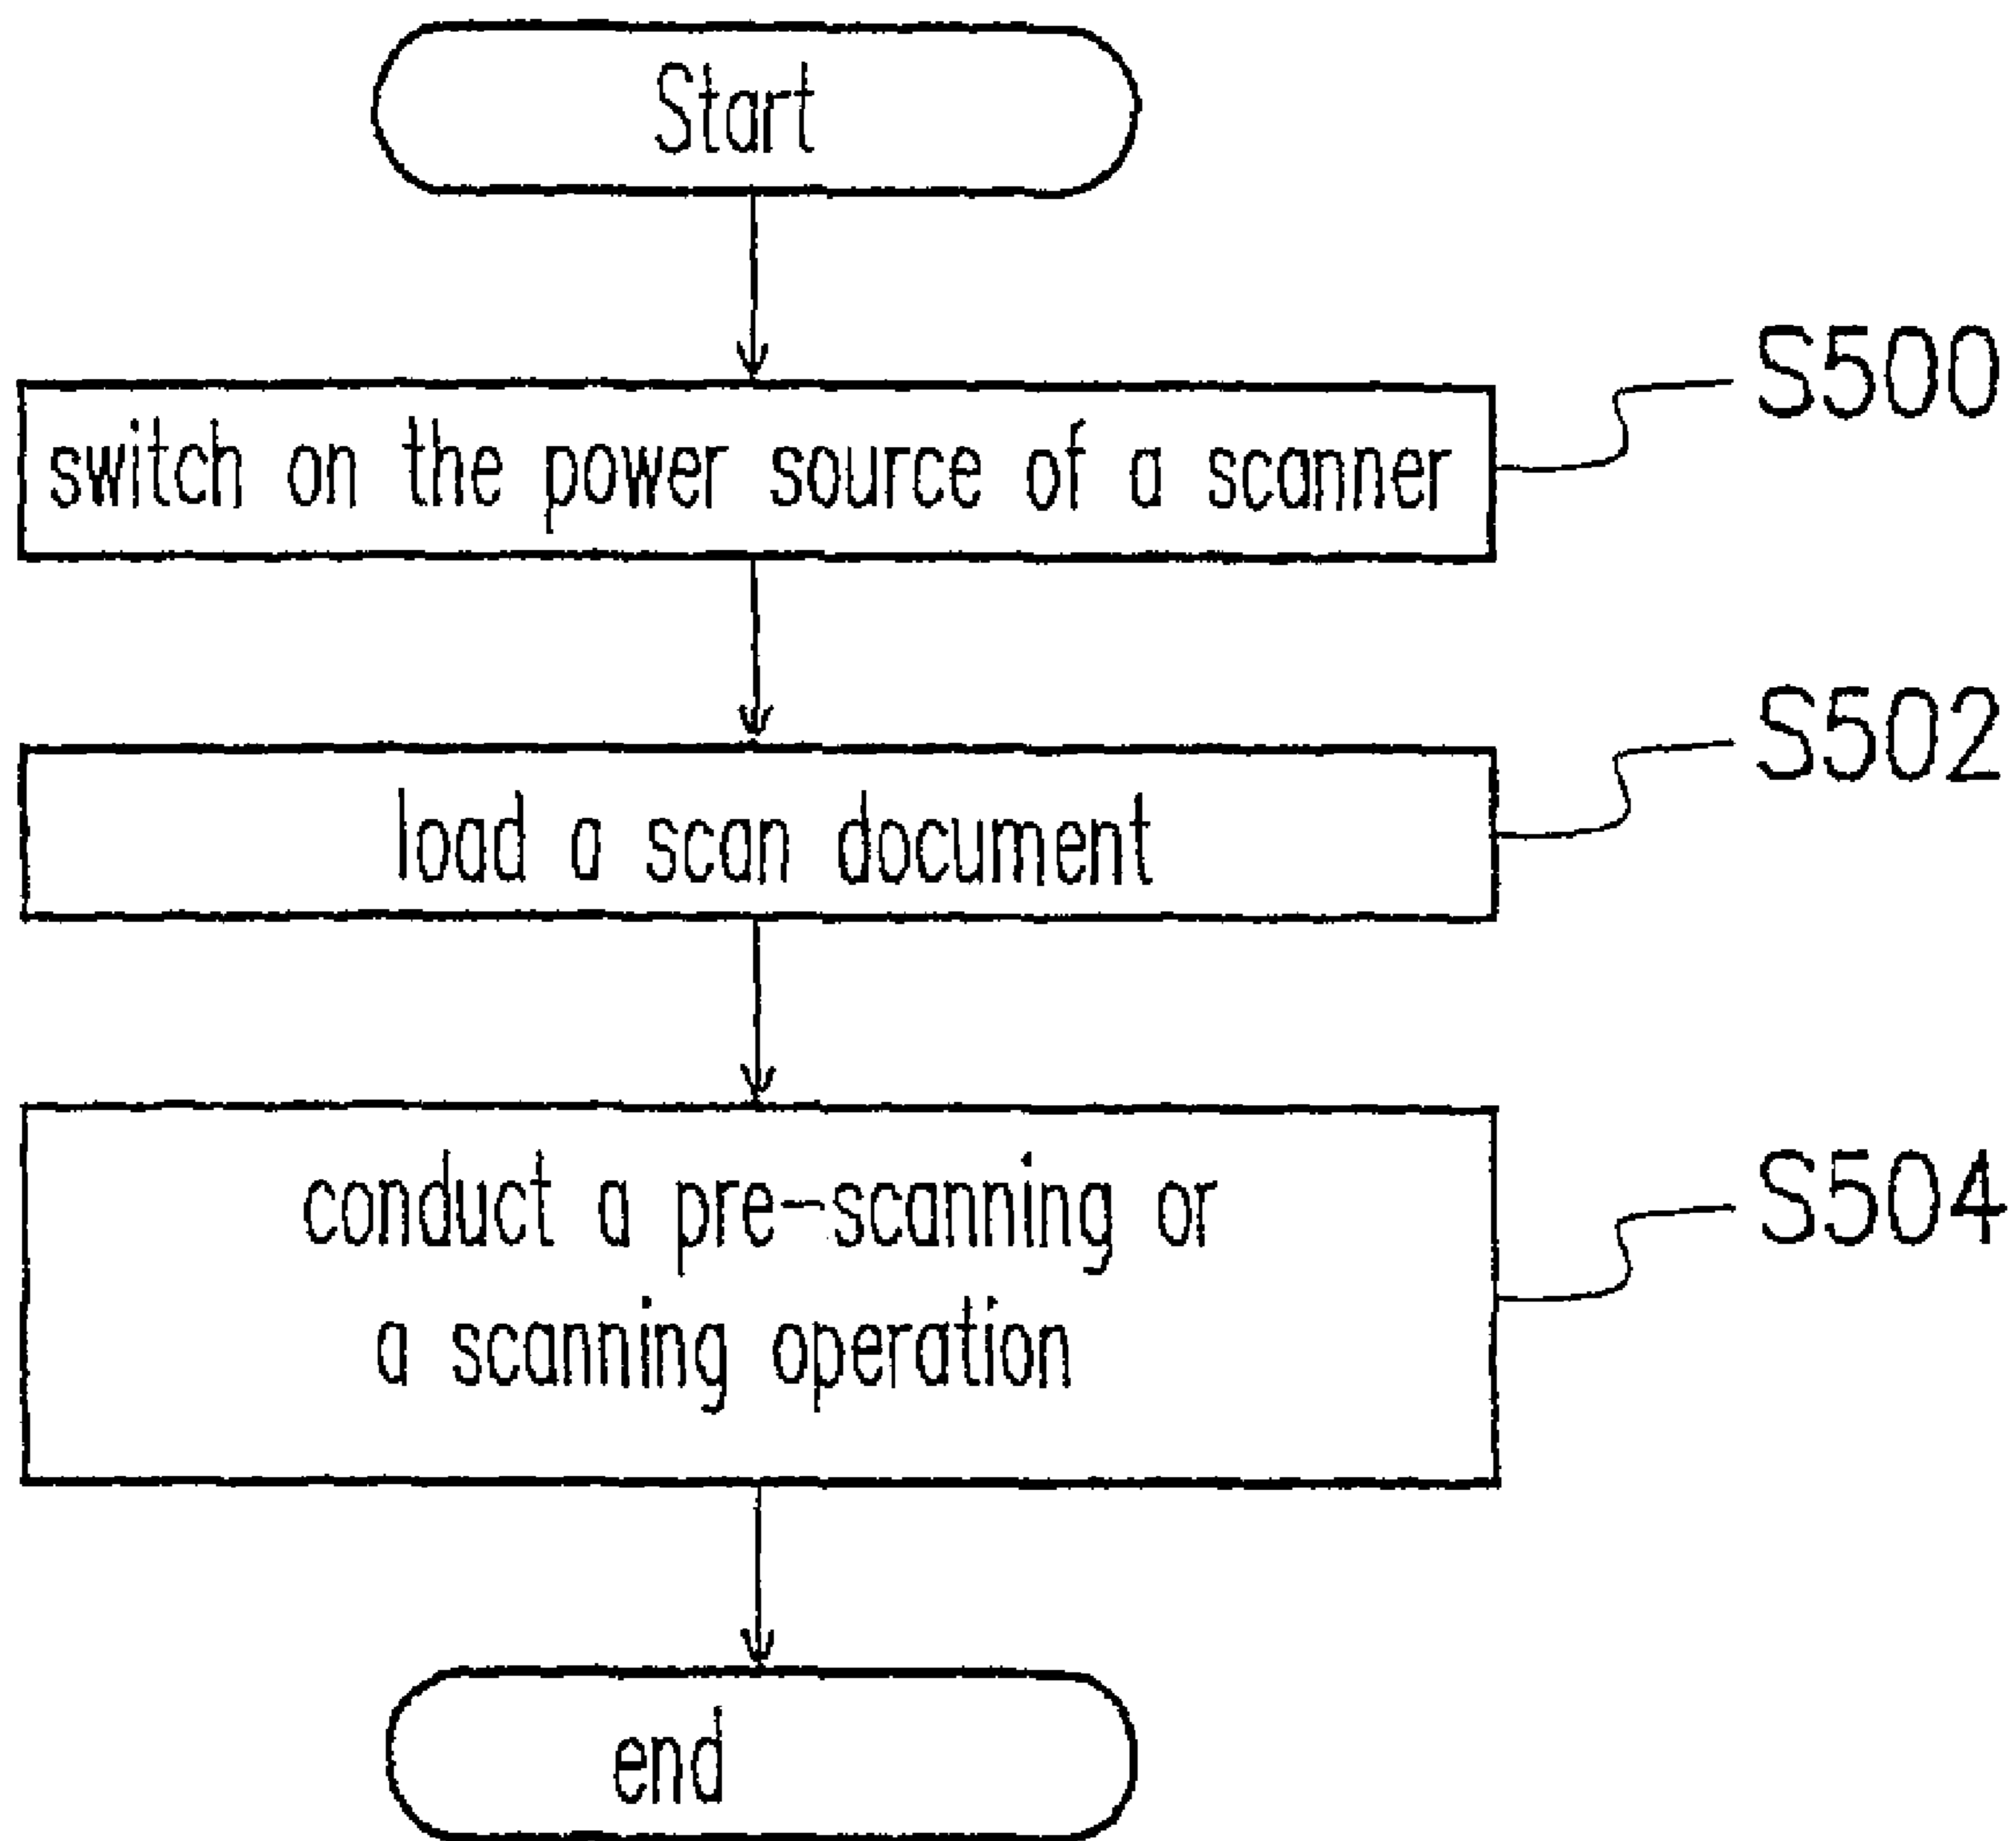 Start
switch on the power source of a scanner
S500
load a scan document
S502
conduct a pre-scanning or
a scanning operation
S504
end